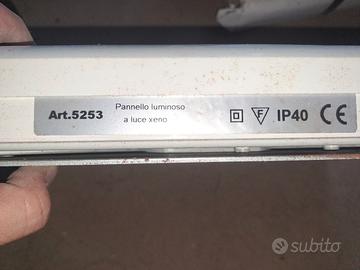 Art.5253
Pannello luminoso
a luce xeno
F IP40 CE
subito